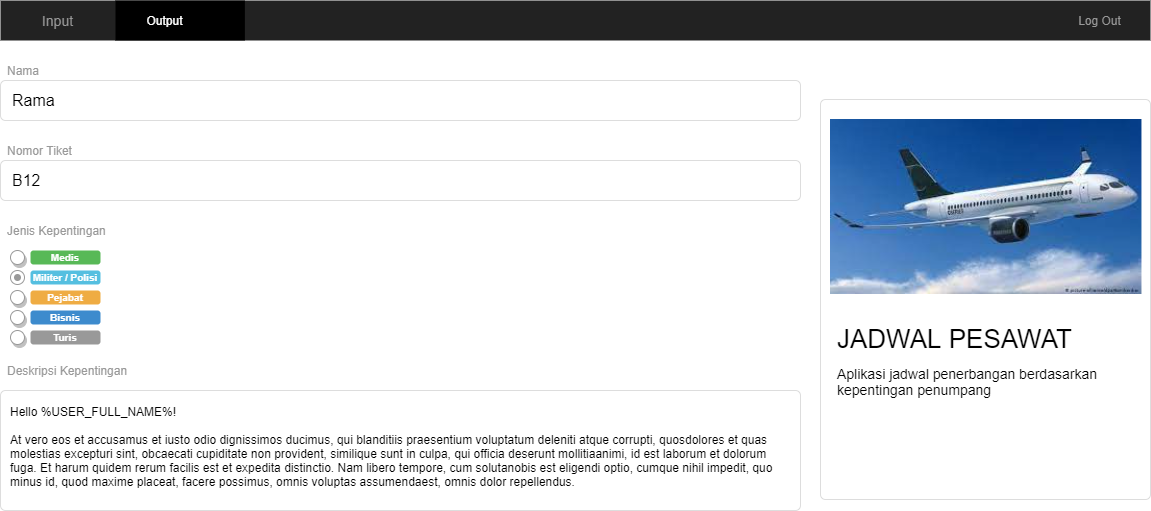 Input
Output
Log Out
Nama
Rama
Nomor Tiket
B12
Jenis Kepentingan
Medis
Militer / Polisi
Pejabat
Bisnis
Turis
Deskripsi Kepentingan
Hello %USER_FULL_NAME%!
At vero eos et accusamus et iusto odio dignissimos ducimus, qui blanditiis praesentium voluptatum deleniti atque corrupti, quosdolores et quas
molestias excepturi sint, obcaecati cupiditate non provident, similique sunt in culpa, qui officia deserunt mollitiaanimi, id est laborum et dolorum
fuga. Et harum quidem rerum facilis est et expedita distinctio. Nam libero tempore, cum solutanobis est eligendi optio, cumque nihil impedit, quo
minus id, quod maxime placeat, facere possimus, omnis voluptas assumendaest, omnis dolor repellendus.
JADWAL PESAWAT
Aplikasi jadwal penerbangan berdasarkan
kepentingan penumpang